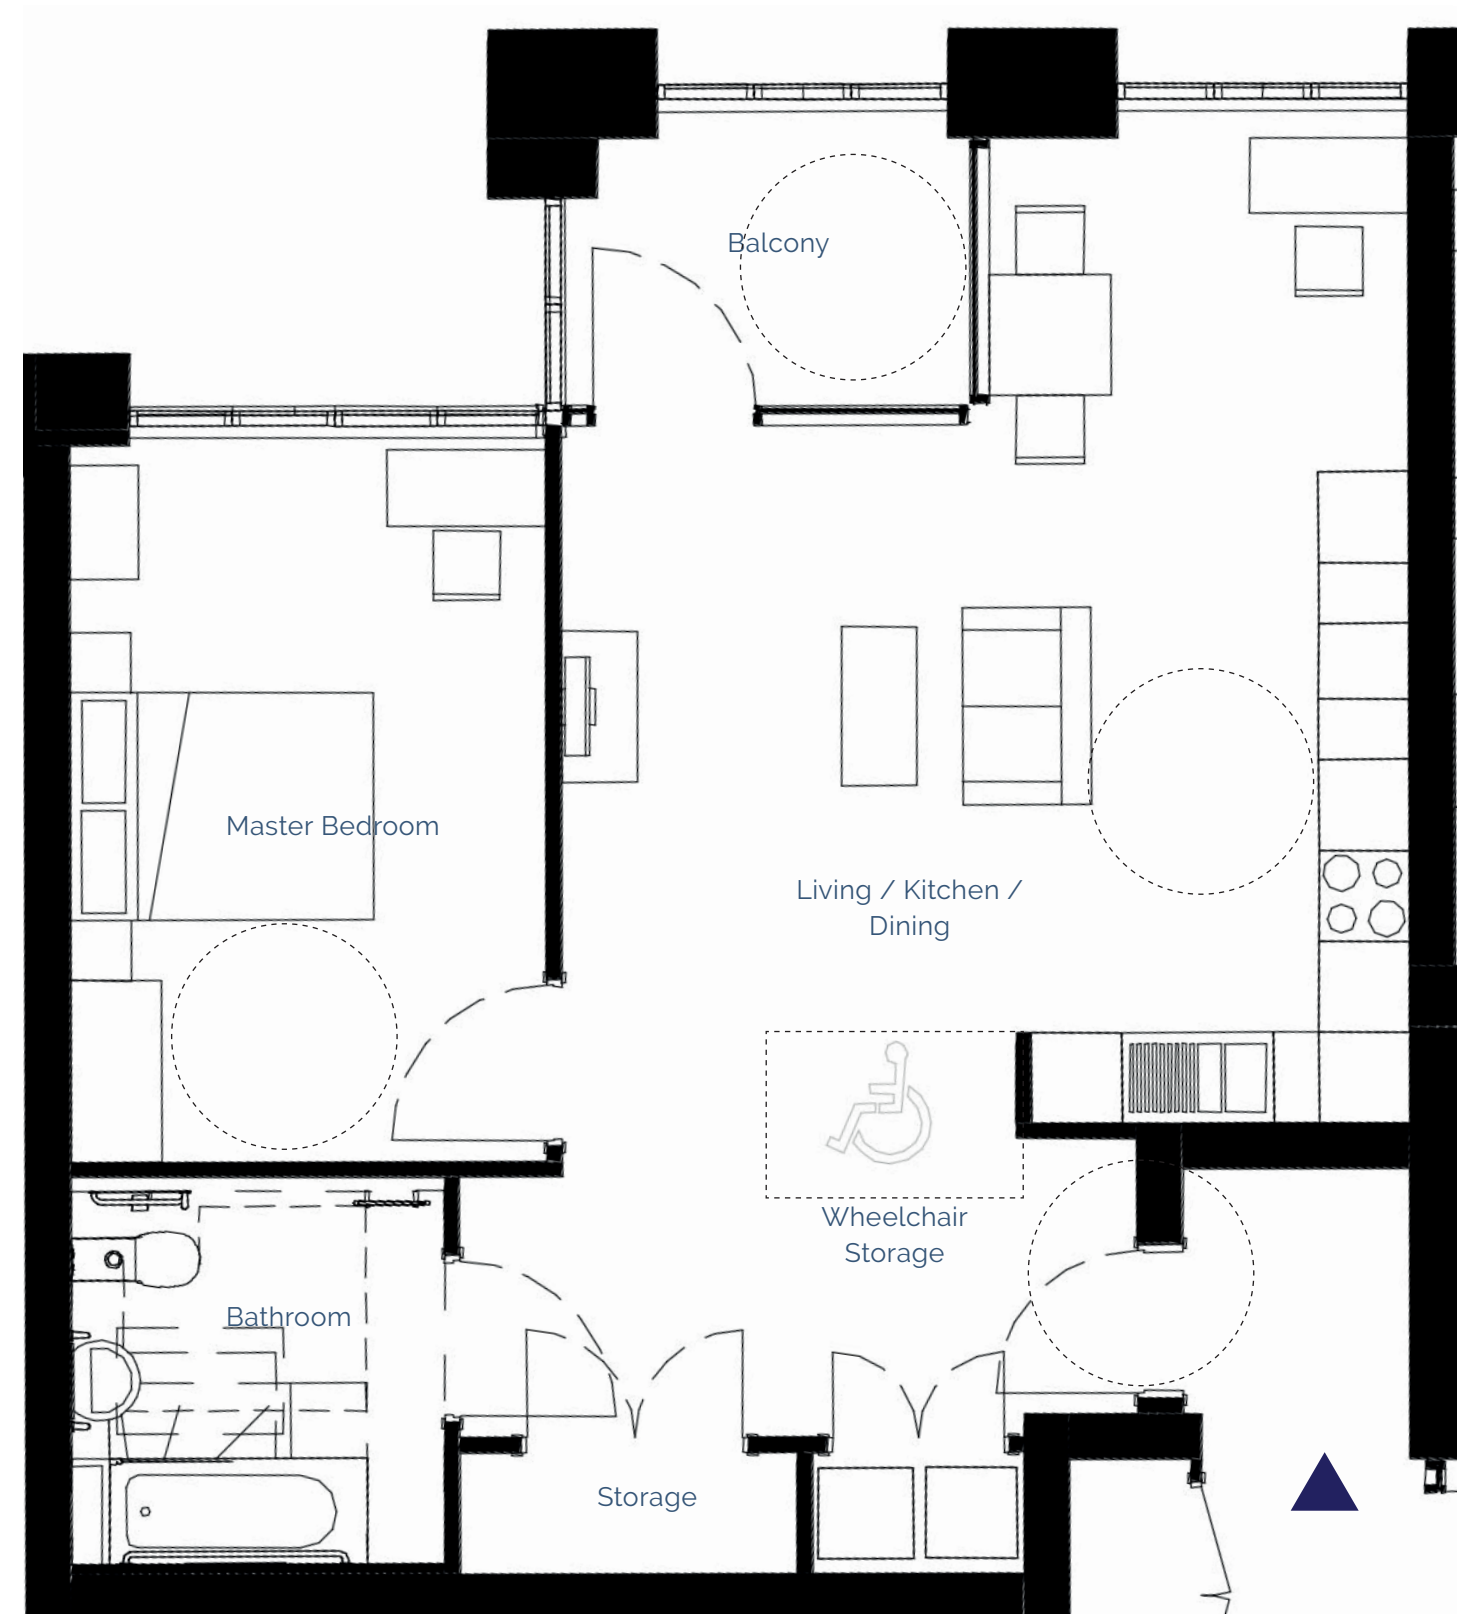 Balcony
Master Bedroom
Living / Kitchen /
Dining
Wheelchair
Storage
Bathroom
Storage